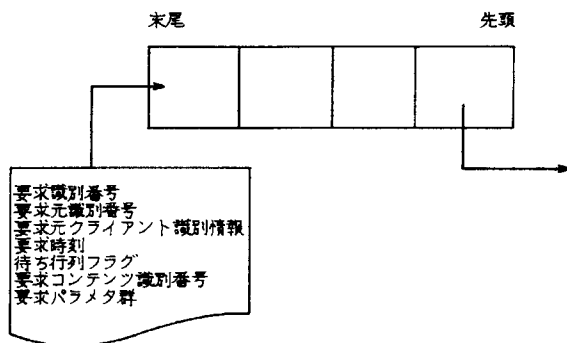 末尾
先頭
要求識別番号
要求元識別番号
要求元クライアント識別情報
要求時刻
待ち行列フラグ
要求コンテンツ識別番号
要求パラメタ群